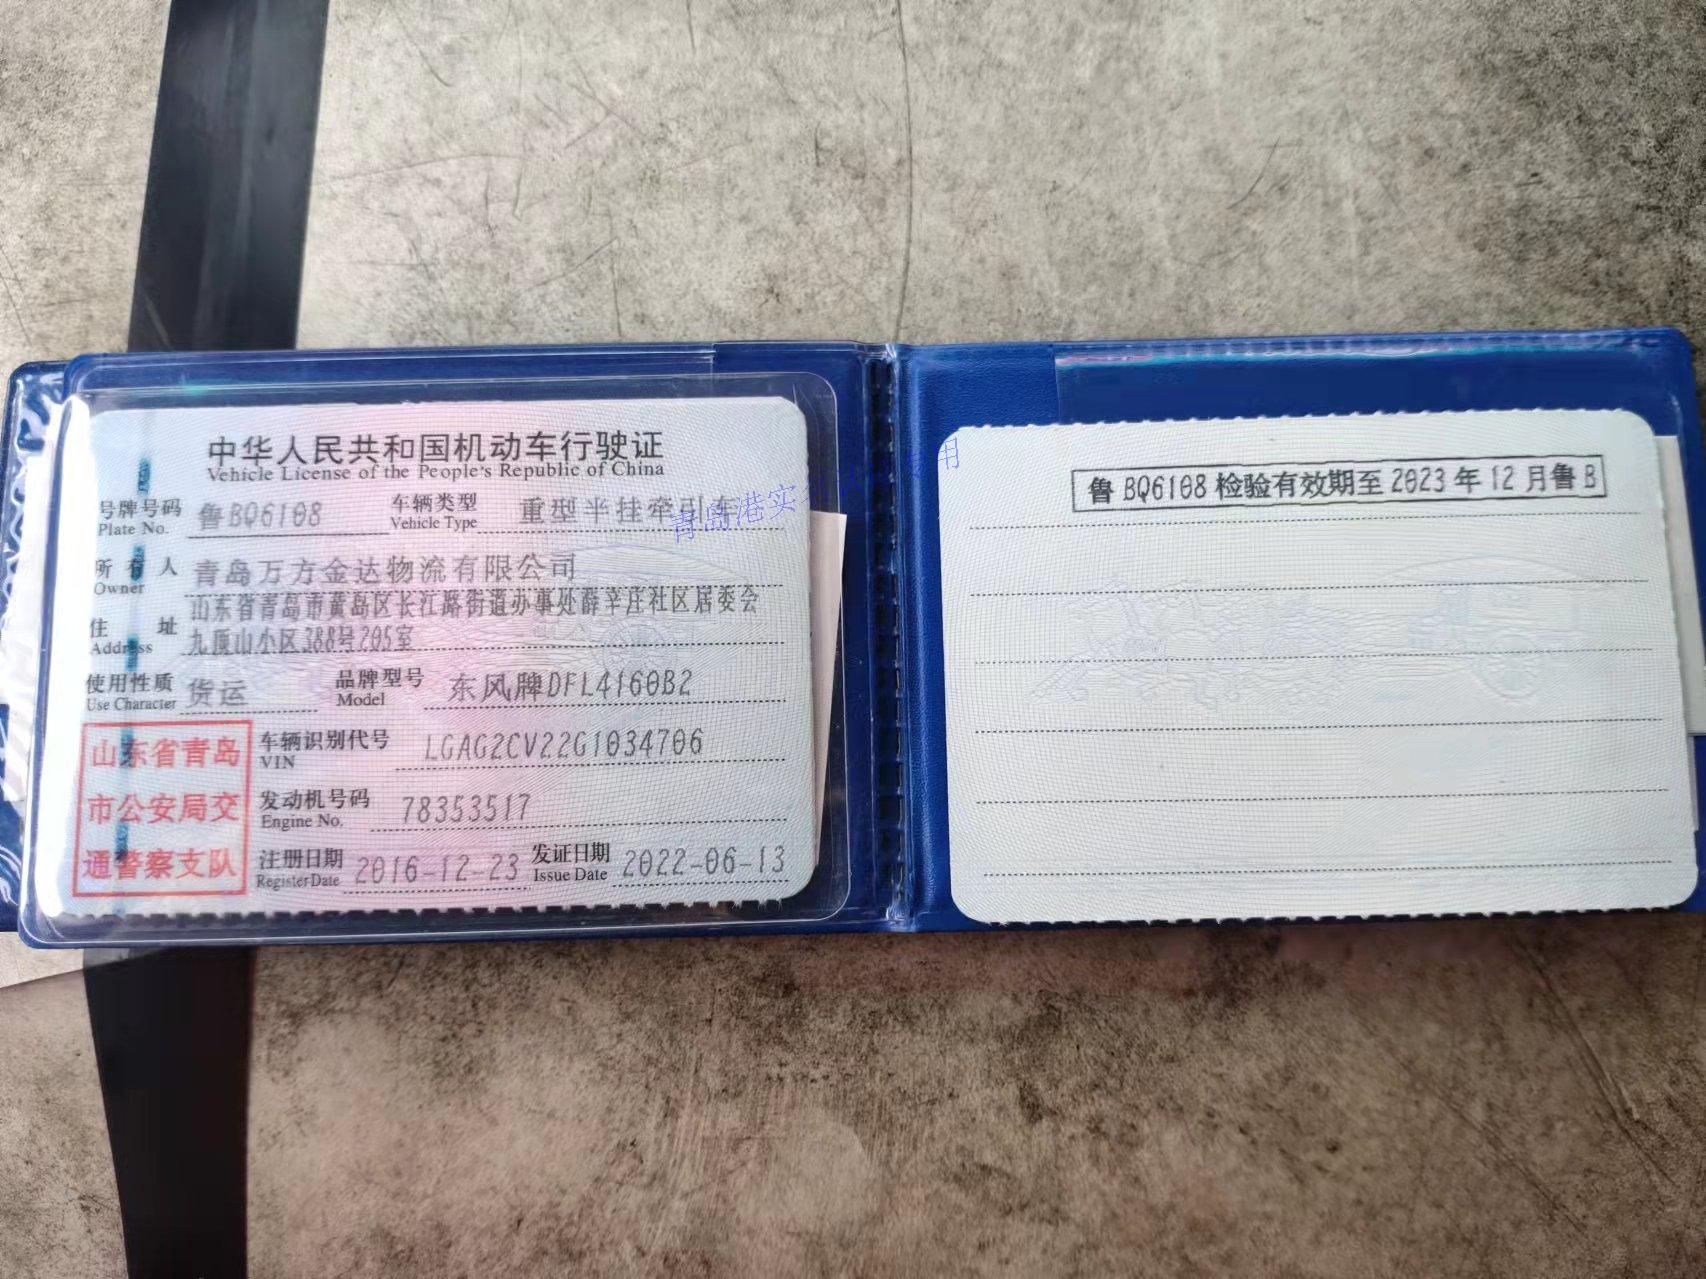 中华人民共和国机动车行驶证
Vehicle License of the People's Republic of China
号牌号码 鲁BQ6108 车辆类型 重型半挂牵引车
Plate No. Vehicle Type
所有人 青岛万方金达物流有限公司
Owner
山东省青岛市黄岛区长江路街道办事处薛辛庄社区居委会
住址 九顶山小区388号205室
Address
使用性质 货运 品牌型号 东风牌DFL4160B2
Use Character Model
山东省青岛
市公安局交
通警察支队
车辆识别代号 LGAG2CV22G1034706
VIN
发动机号码 78353517
Engine No.
注册日期 2016-12-23 发证日期 2022-06-13
Register Date Issue Date
青岛港实
用
鲁BQ6108检验有效期至2023年12月鲁B